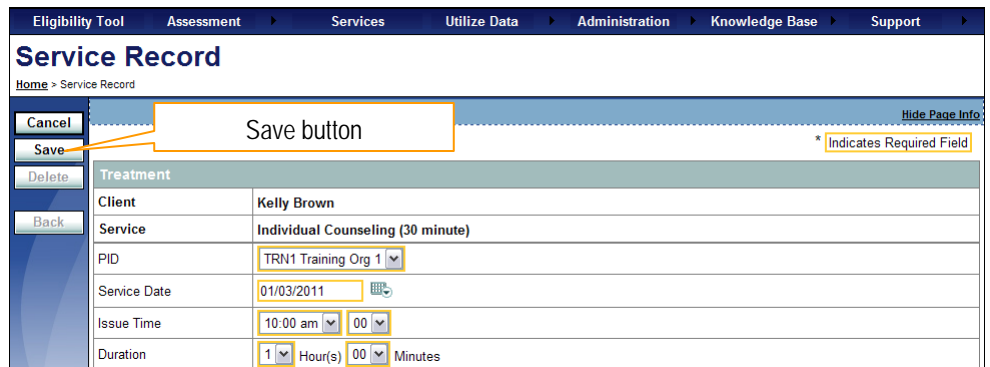 Eligibility Tool Assessment Services Utilize Data Administration Knowledge Base Support
Service Record
Home > Service Record
Hide Page Info
Cancel
Save button
Save
* Indicates Required Field
Delete
Treatment
Client Kelly Brown
Back
Service Individual Counseling (30 minute)
PID TRN1 Training Org 1
Service Date 01/03/2011
Issue Time 10:00 am 00
Duration 1 Hour(s) 00 Minutes